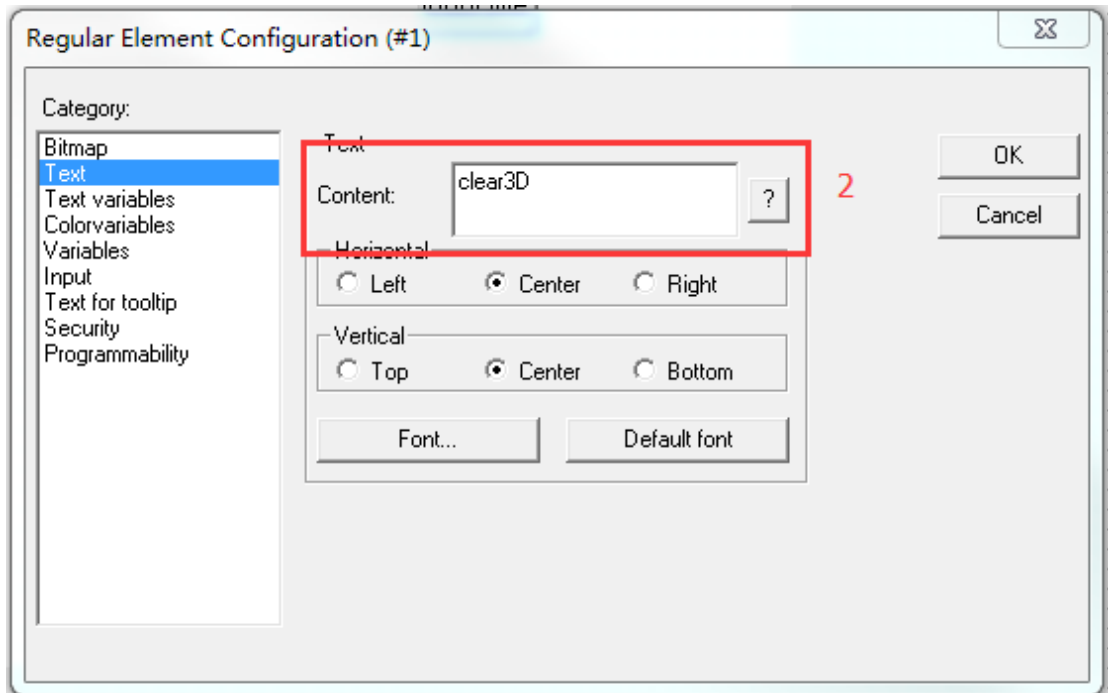 Regular Element Configuration (#1)
Category:
Bitmap
Text
Text variables
Colorvariables
Variables
Input
Text for tooltip
Security
Programmability
Text
Content:
clear3D
?
2
Horizontal
Left Center Right
Vertical
Top Center Bottom
Font... Default font
OK
Cancel